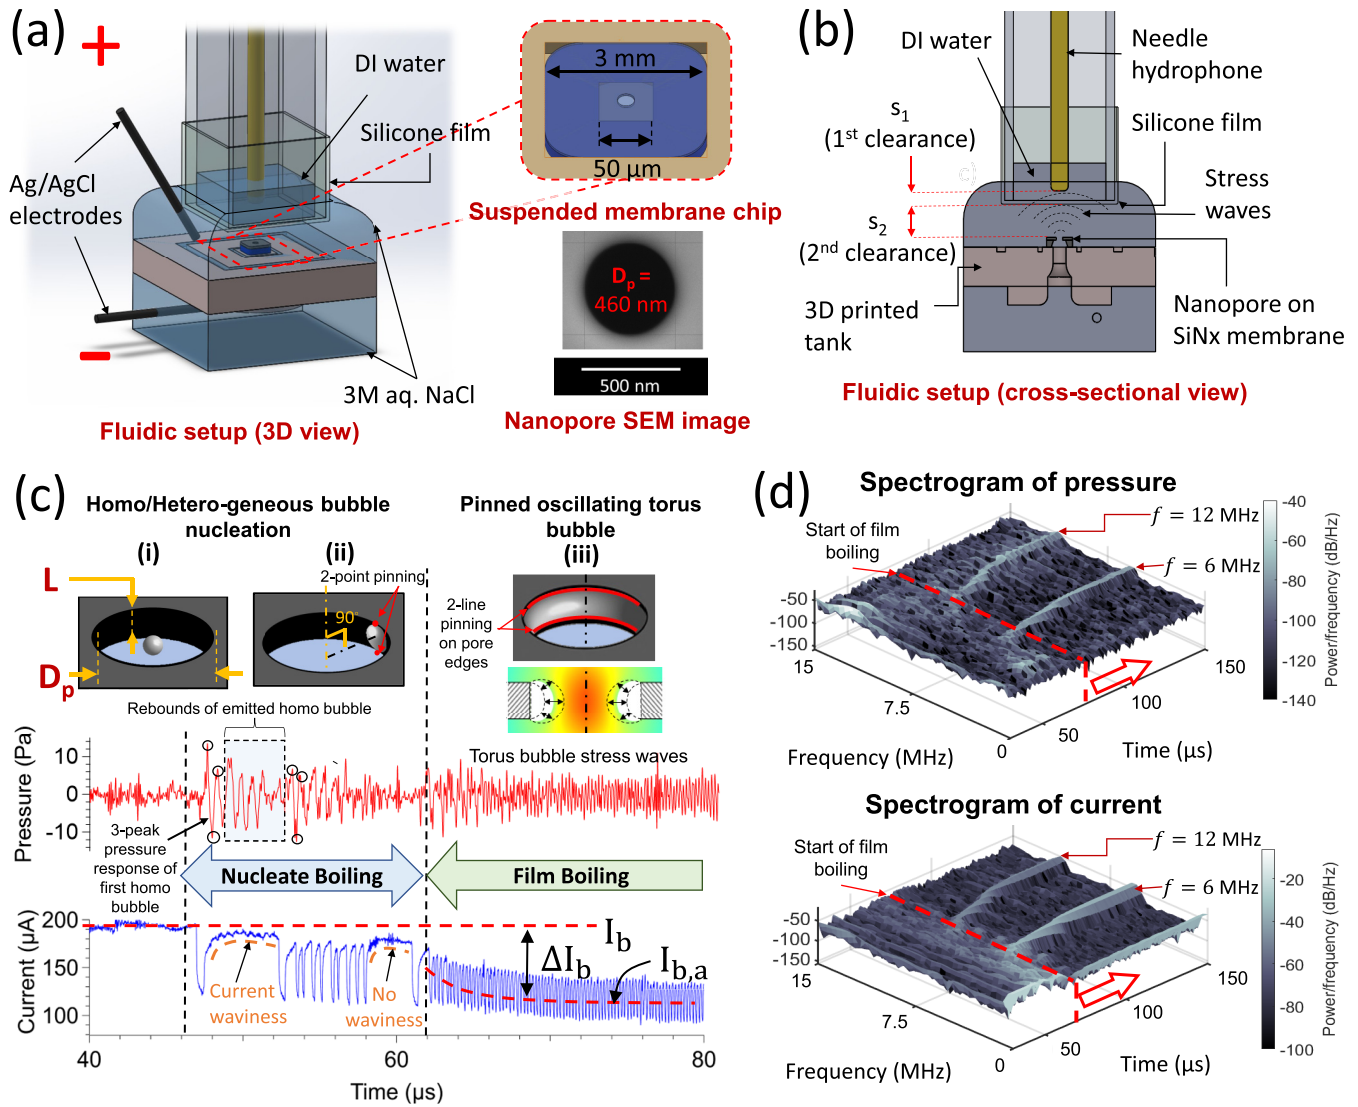 (a)
+
DI water
Silicone film
Ag/AgCl
electrodes
−
3M aq. NaCl
Fluidic setup (3D view)
3 mm
50 μm
Suspended membrane chip
D_p =
460 nm
500 nm
Nanopore SEM image
(b)
DI water
Needle
hydrophone
s_1
(1st clearance)
Silicone film
Stress
waves
s_2
(2nd clearance)
3D printed
tank
Nanopore on
SiNx membrane
Fluidic setup (cross-sectional view)
(c)
Homo/Hetero-geneous bubble
nucleation
(i)
(ii)
L
D_p
2-point pinning
90°
Pinned oscillating torus
bubble
(iii)
2-line
pinning
on pore
edges
Rebounds of emitted homo bubble
Torus bubble stress waves
Pressure (Pa)
10
0
-10
3-peak
pressure
response of
first homo
bubble
Nucleate Boiling
Film Boiling
Current (μA)
200
150
100
I_b
ΔI_b
I_b,a
Current
waviness
No
waviness
40
60
80
Time (μs)
(d)
Spectrogram of pressure
Start of film
boiling
f = 12 MHz
f = 6 MHz
-50
-100
-150
15
7.5
0
Frequency (MHz)
50
100
150
Time (μs)
-40
-60
-80
-100
-120
-140
Power/frequency (dB/Hz)
Spectrogram of current
Start of film
boiling
f = 12 MHz
f = 6 MHz
-50
-100
-150
15
7.5
0
Frequency (MHz)
50
100
150
Time (μs)
-20
-40
-60
-80
-100
Power/frequency (dB/Hz)